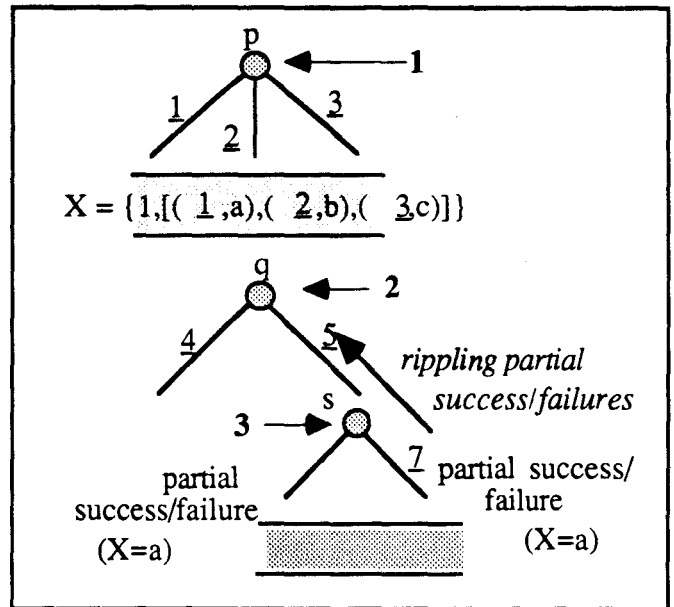 p
1
1
2
3
X = {1,[( 1 ,a),( 2,b),( 3,c)]}
q
2
4
5
rippling partial
success/failures
s
3
7
partial
success/failure
(X=a)
partial success/
failure
(X=a)